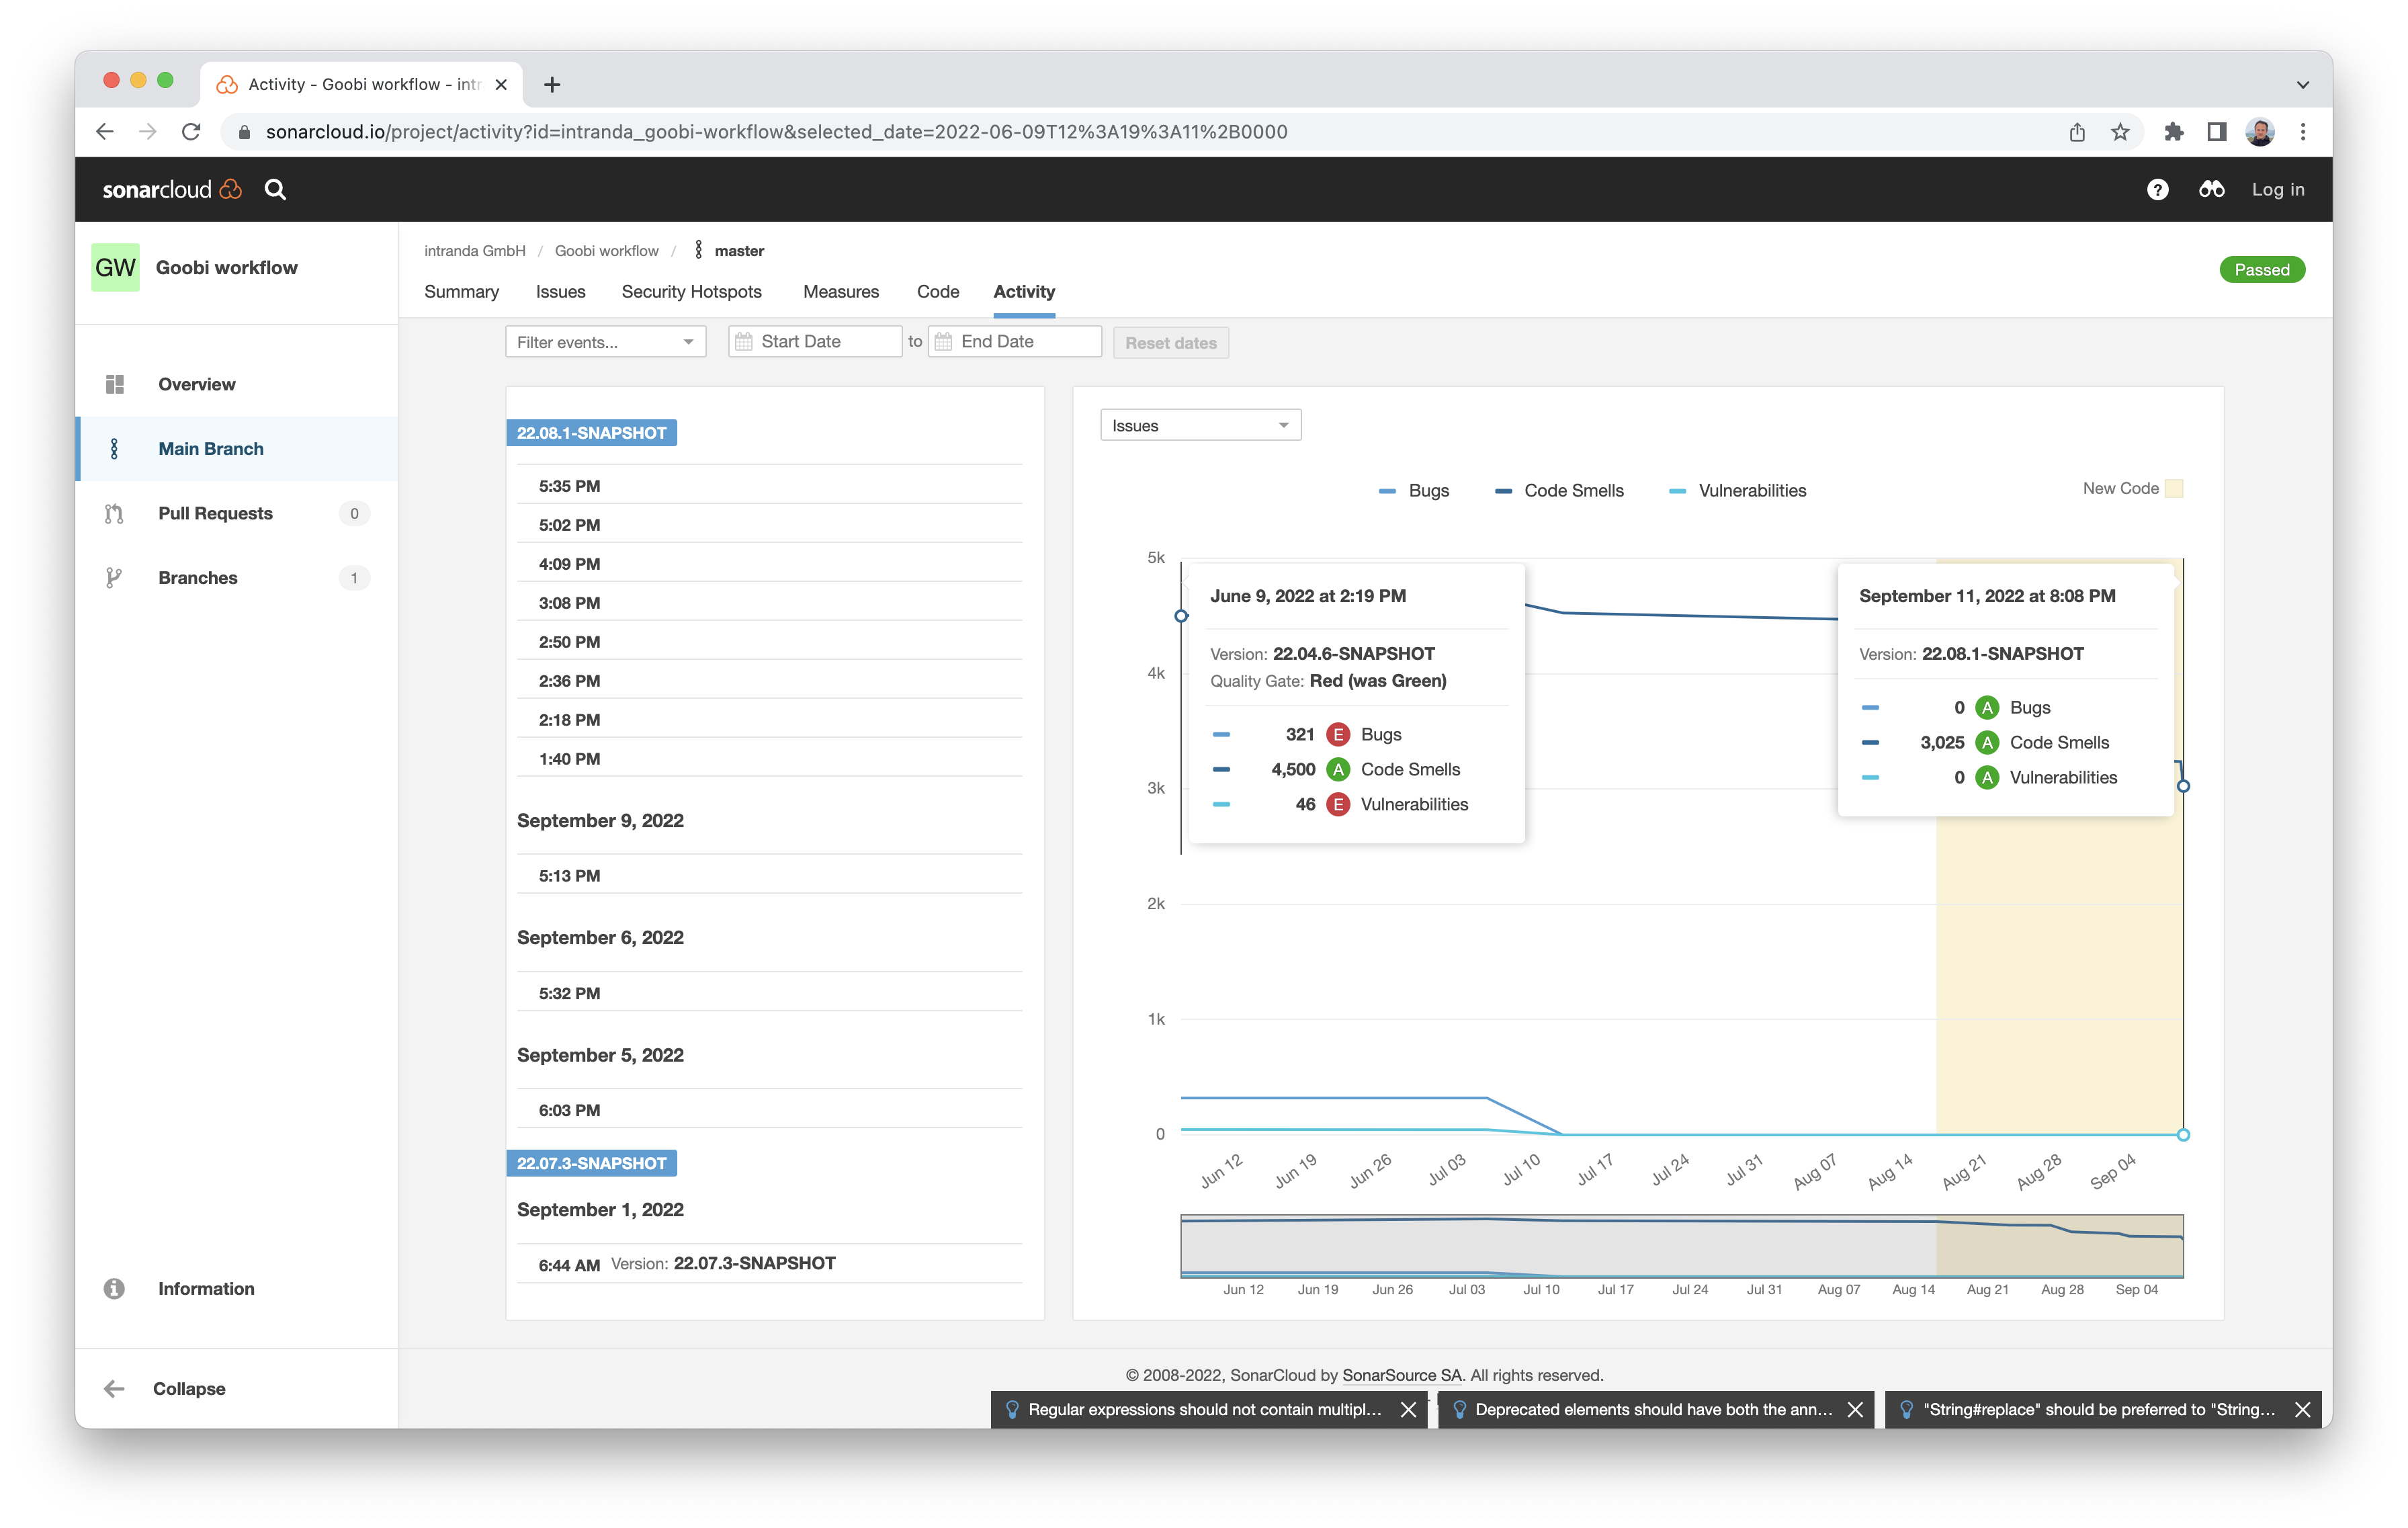 Activity - Goobi workflow - intr
sonarcloud.io/project/activity?id=intranda_goobi-workflow&selected_date=2022-06-09T12%3A19%3A11%2B0000
sonarcloud
Log in
GW Goobi workflow
intranda GmbH / Goobi workflow / master
Passed
Summary Issues Security Hotspots Measures Code Activity
Overview
Main Branch
Pull Requests 0
Branches 1
Information
Collapse
Filter events... Start Date to End Date Reset dates
22.08.1-SNAPSHOT
5:35 PM
5:02 PM
4:09 PM
3:08 PM
2:50 PM
2:36 PM
2:18 PM
1:40 PM
September 9, 2022
5:13 PM
September 6, 2022
5:32 PM
September 5, 2022
6:03 PM
22.07.3-SNAPSHOT
September 1, 2022
6:44 AM Version: 22.07.3-SNAPSHOT
Issues
Bugs Code Smells Vulnerabilities
New Code
5k
4k
3k
2k
1k
0
June 9, 2022 at 2:19 PM
Version: 22.04.6-SNAPSHOT
Quality Gate: Red (was Green)
321 E Bugs
4,500 A Code Smells
46 E Vulnerabilities
September 11, 2022 at 8:08 PM
Version: 22.08.1-SNAPSHOT
0 A Bugs
3,025 A Code Smells
0 A Vulnerabilities
Jun 12 Jun 19 Jun 26 Jul 03 Jul 10 Jul 17 Jul 24 Jul 31 Aug 07 Aug 14 Aug 21 Aug 28 Sep 04
Jun 12 Jun 19 Jun 26 Jul 03 Jul 10 Jul 17 Jul 24 Jul 31 Aug 07 Aug 14 Aug 21 Aug 28 Sep 04
© 2008-2022, SonarCloud by SonarSource SA. All rights reserved.
Regular expressions should not contain multipl...
Deprecated elements should have both the ann...
"String#replace" should be preferred to "String...